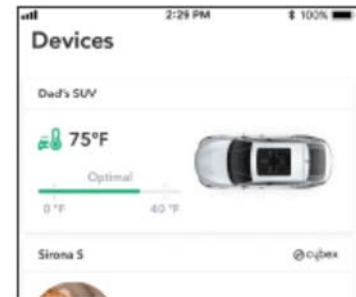 2:29 PM 100%
Devices
Dad's SUV
75°F
Optimal
0 °F 40 °F
Sirona S cybex